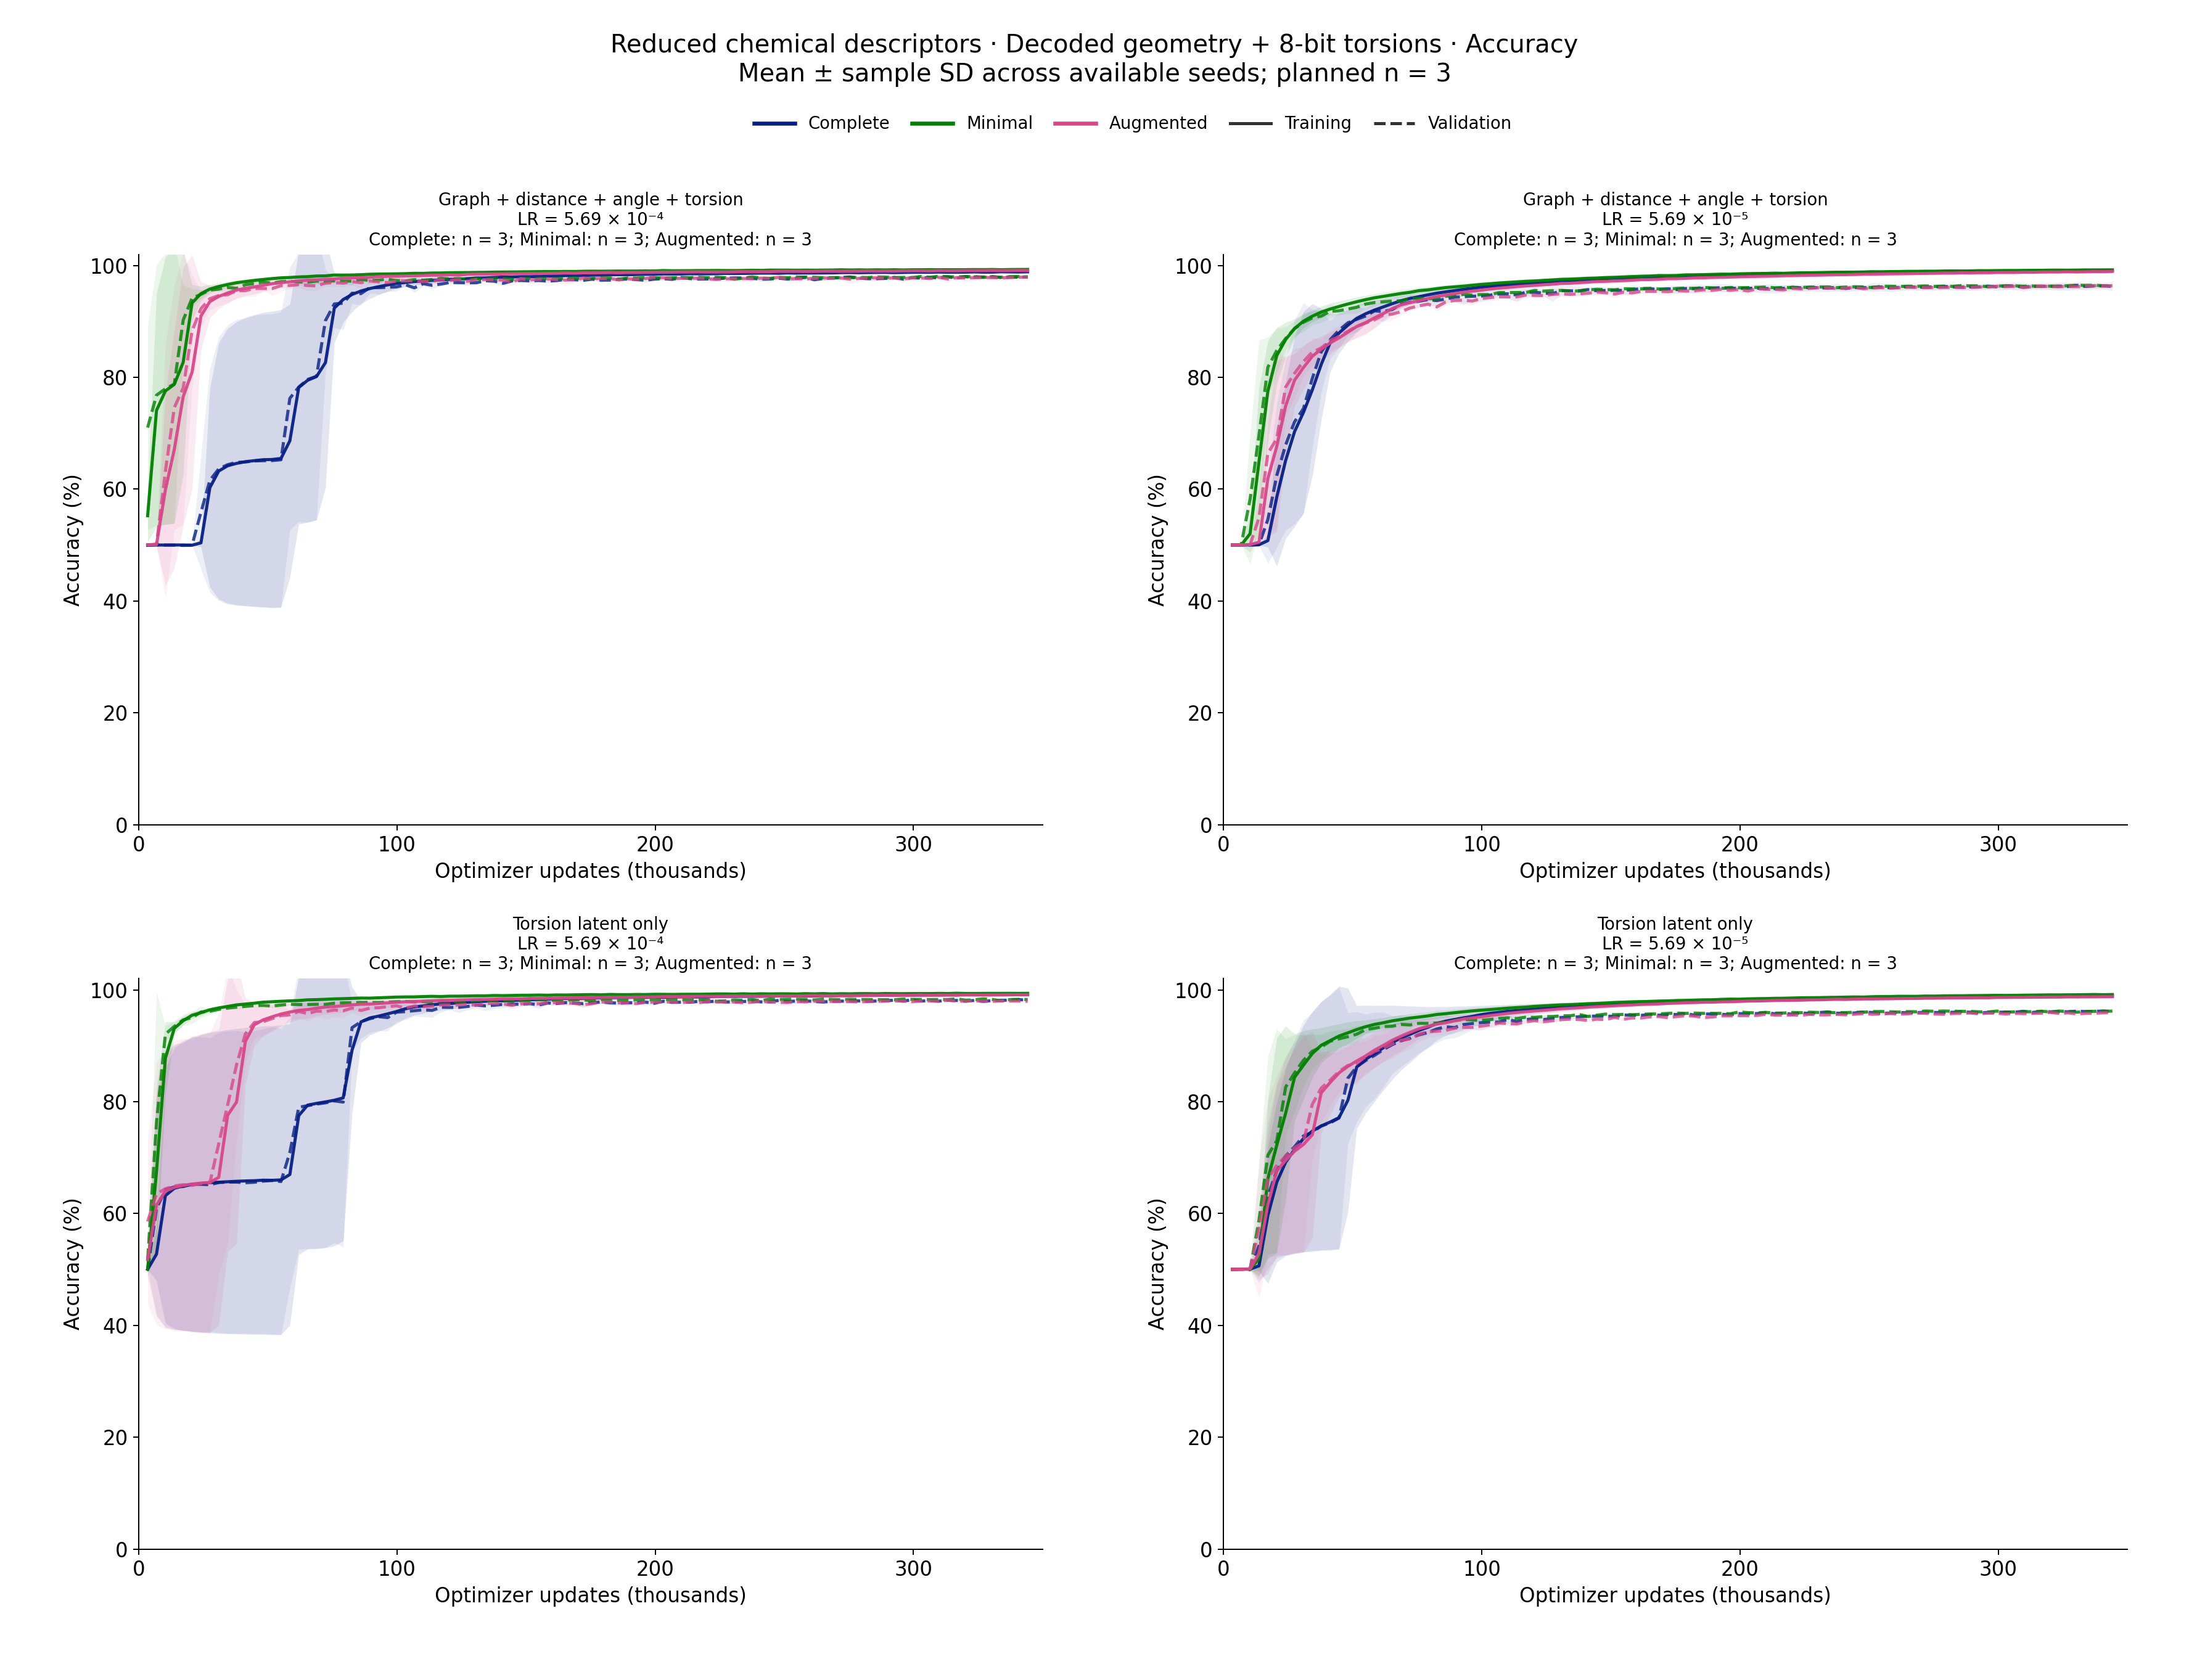 Reduced chemical descriptors · Decoded geometry + 8-bit torsions · Accuracy
Mean ± sample SD across available seeds; planned n = 3
Complete Minimal Augmented Training Validation
Graph + distance + angle + torsion
LR = 5.69 × 10⁻⁴
Complete: n = 3; Minimal: n = 3; Augmented: n = 3
100
80
60
40
20
0
Accuracy (%)
0 100 200 300
Optimizer updates (thousands)
Graph + distance + angle + torsion
LR = 5.69 × 10⁻⁵
Complete: n = 3; Minimal: n = 3; Augmented: n = 3
100
80
60
40
20
0
Accuracy (%)
0 100 200 300
Optimizer updates (thousands)
Torsion latent only
LR = 5.69 × 10⁻⁴
Complete: n = 3; Minimal: n = 3; Augmented: n = 3
100
80
60
40
20
0
Accuracy (%)
0 100 200 300
Optimizer updates (thousands)
Torsion latent only
LR = 5.69 × 10⁻⁵
Complete: n = 3; Minimal: n = 3; Augmented: n = 3
100
80
60
40
20
0
Accuracy (%)
0 100 200 300
Optimizer updates (thousands)